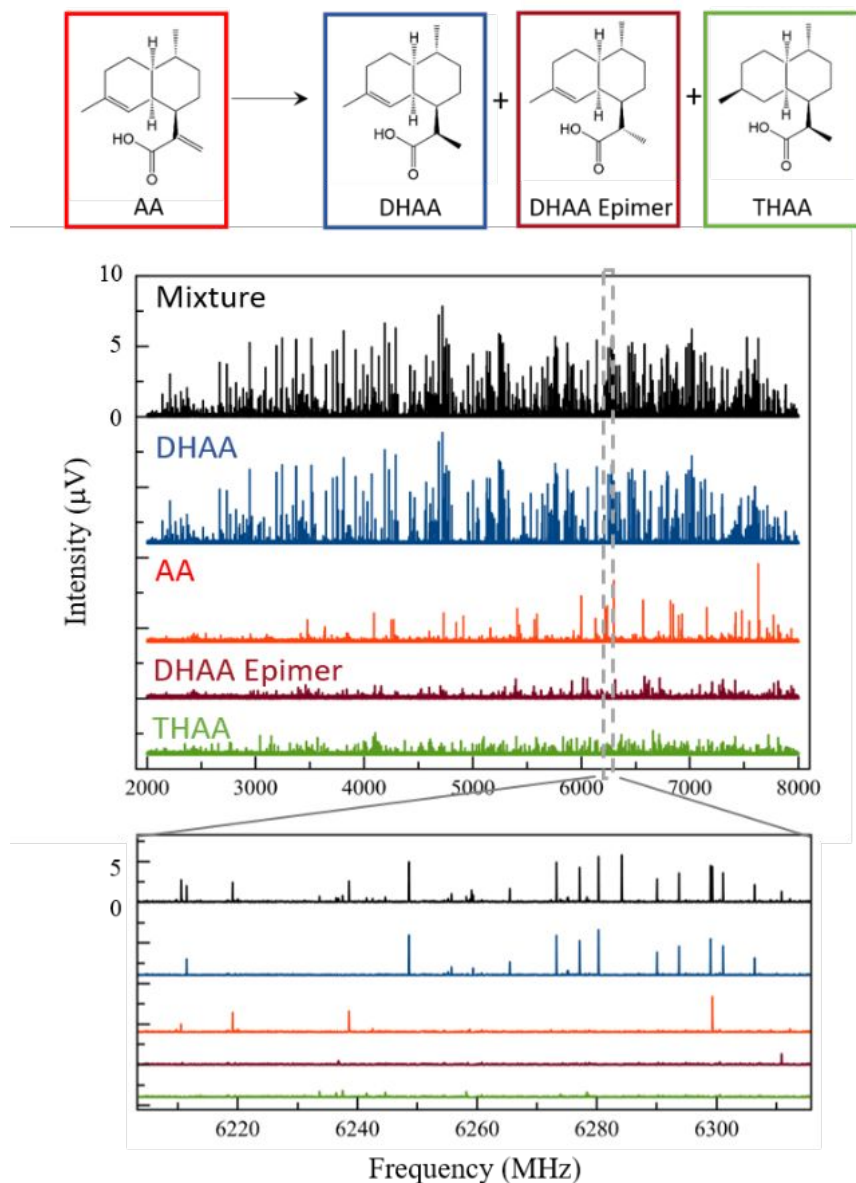 H
H
HO
O
AA
H
H
HO
O
DHAA
+
H
H
HO
O
DHAA Epimer
+
H
H
HO
O
THAA
10
5
0
Mixture
DHAA
AA
DHAA Epimer
THAA
Intensity (µV)
2000 3000 4000 5000 6000 7000 8000
5
0
6220 6240 6260 6280 6300
Frequency (MHz)